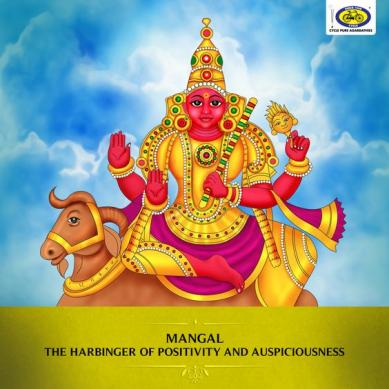 CYCLE PURE AGARBATHIES
MANGAL
THE HARBINGER OF POSITIVITY AND AUSPICIOUSNESS